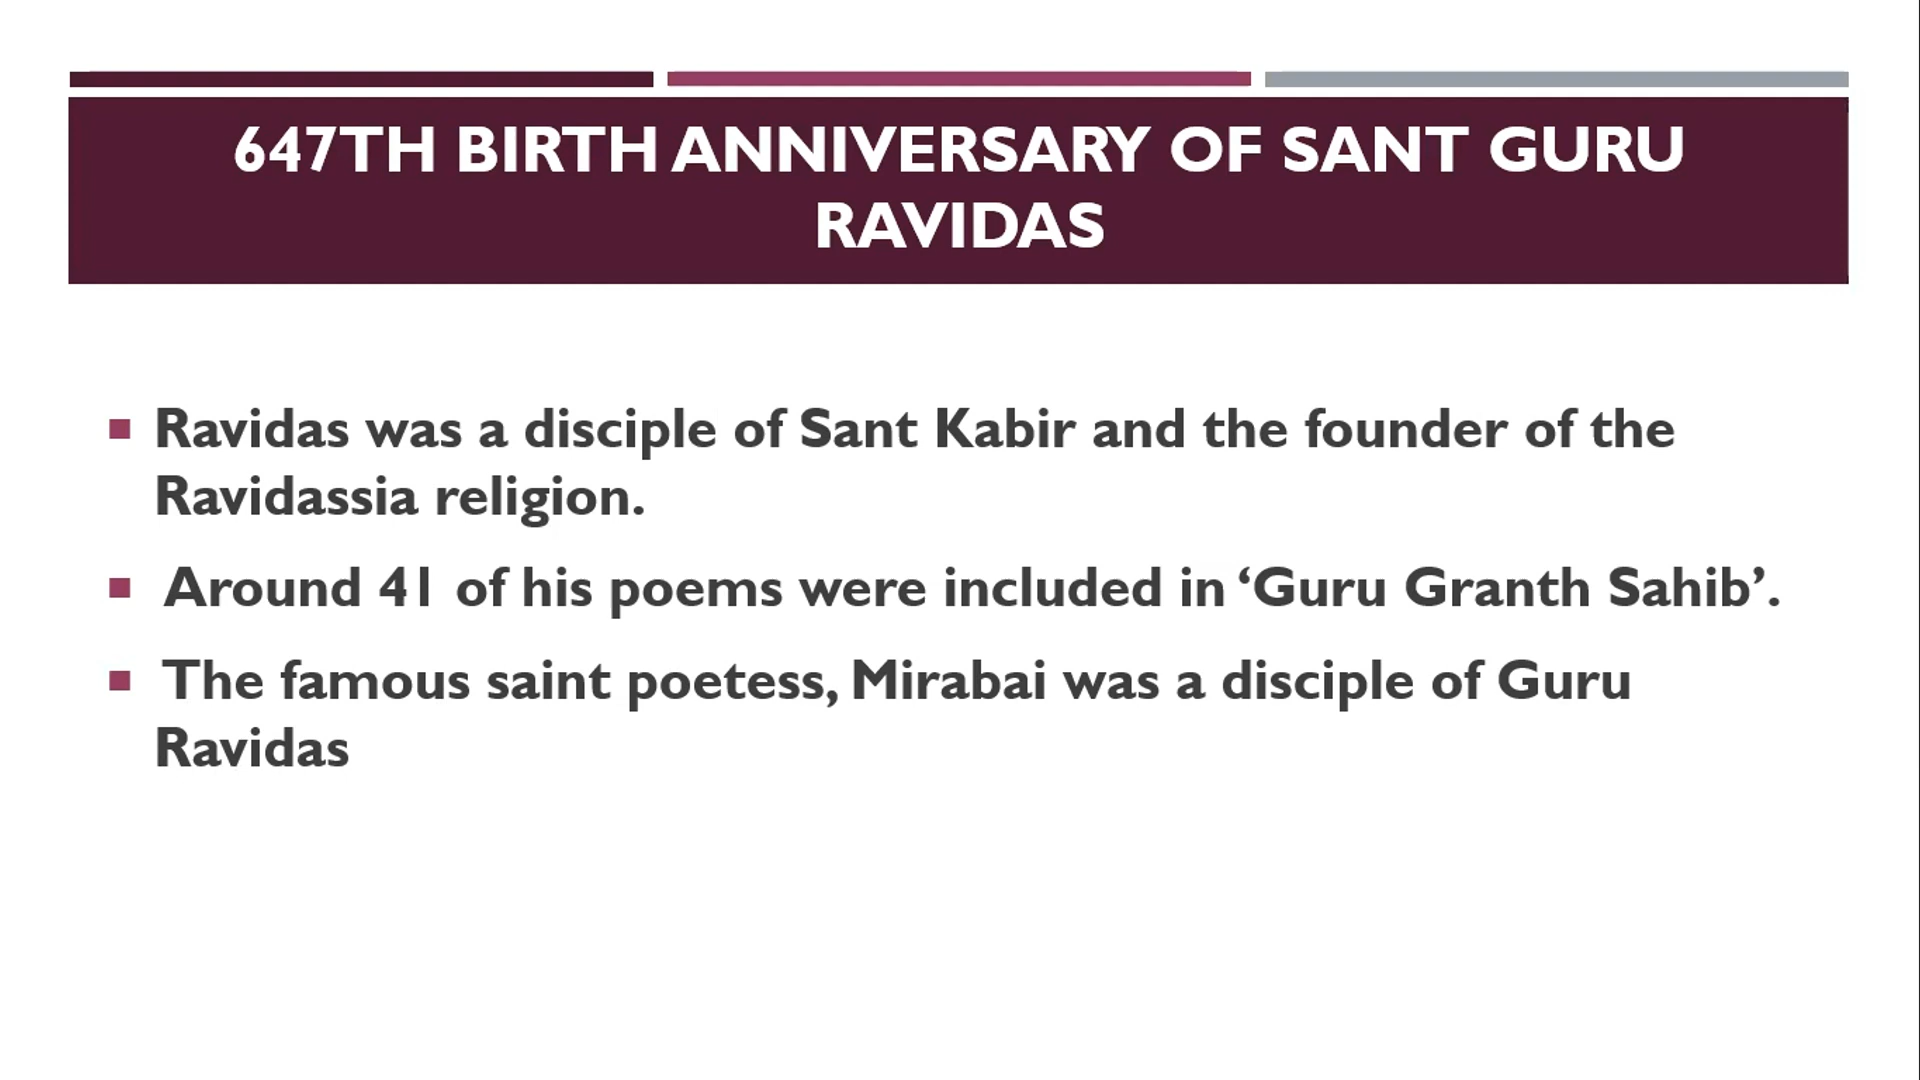 647TH BIRTH ANNIVERSARY OF SANT GURU
RAVIDAS
Ravidas was a disciple of Sant Kabir and the founder of the
Ravidassia religion.
Around 41 of his poems were included in ‘Guru Granth Sahib’.
The famous saint poetess, Mirabai was a disciple of Guru
Ravidas